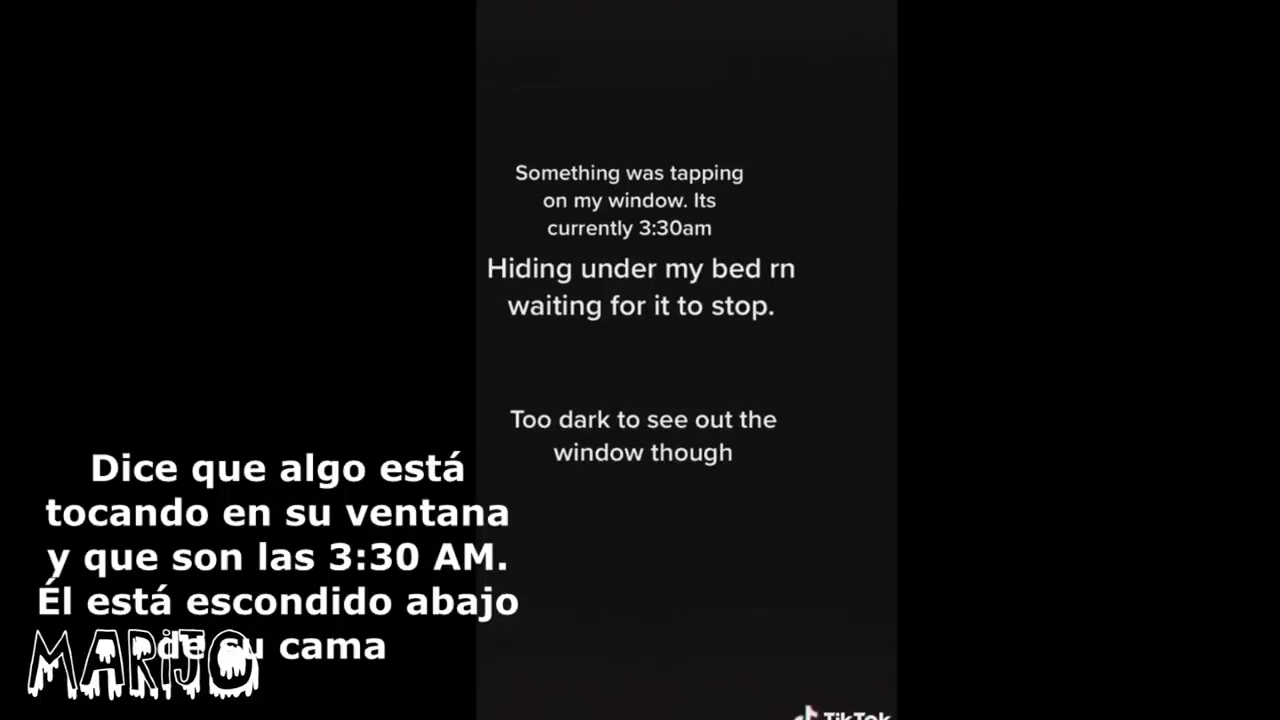 Something was tapping
on my window. Its
currently 3:30am
Hiding under my bed rn
waiting for it to stop.
Too dark to see out the
window though
Dice que algo está
tocando en su ventana
y que son las 3:30 AM.
Él está escondido abajo
de su cama
MARiJO
TikTok